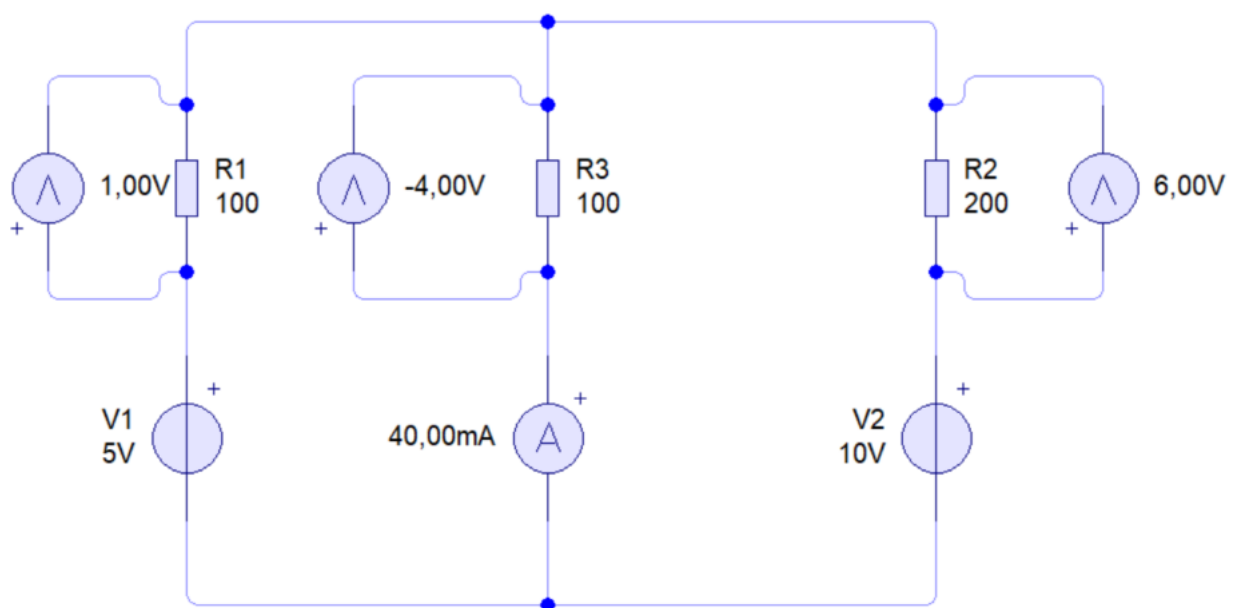 1,00V
R1
100
-4,00V
R3
100
R2
200
6,00V
+
+
+
+
+
+
V1
5V
40,00mA
A
V2
10V